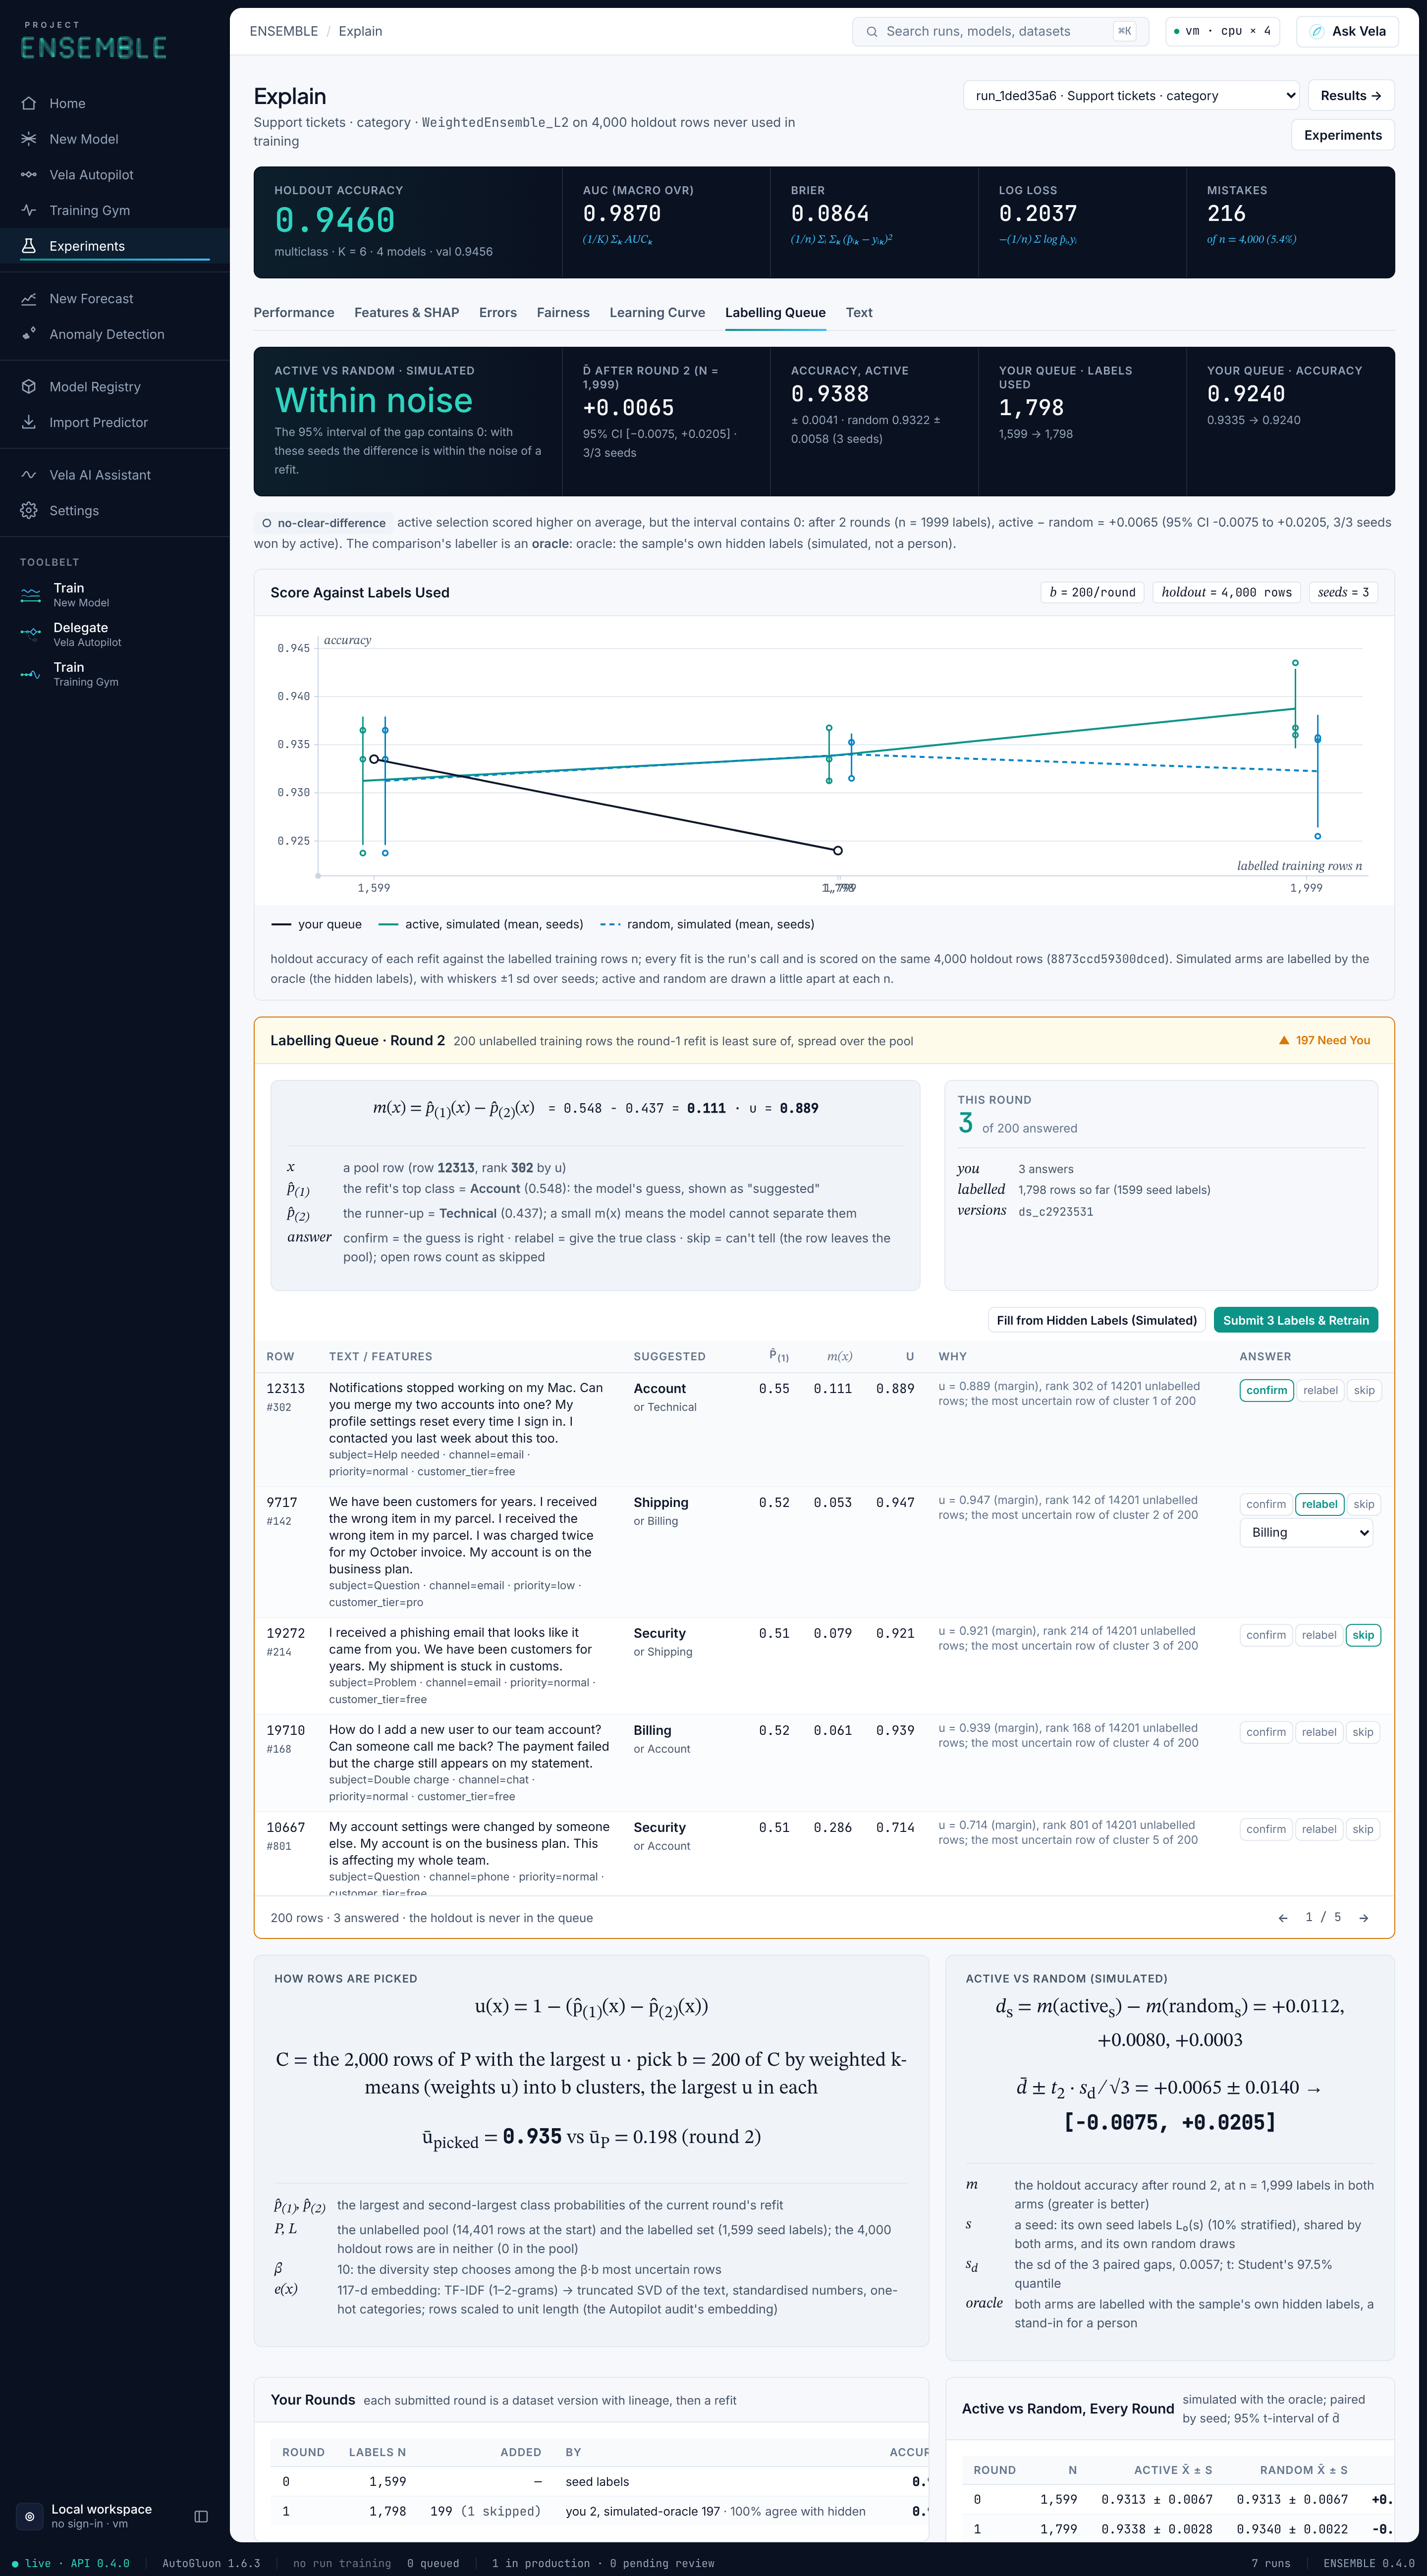 PROJECT
ENSEMBLE
Home
New Model
Vela Autopilot
Training Gym
Experiments
New Forecast
Anomaly Detection
Model Registry
Import Predictor
Vela AI Assistant
Settings
TOOLBELT
Train
New Model
Delegate
Vela Autopilot
Train
Training Gym
Local workspace
no sign-in · vm
ENSEMBLE / Explain
Search runs, models, datasets ⌘K
vm · cpu × 4
Ask Vela
Explain
Support tickets · category · WeightedEnsemble_L2 on 4,000 holdout rows never used in
training
run_1ded35a6 · Support tickets · category
Results →
Experiments
HOLDOUT ACCURACY
0.9460
multiclass · K = 6 · 4 models · val 0.9456
AUC (MACRO OVR)
0.9870
(1/K) Σₖ AUCₖ
BRIER
0.0864
(1/n) Σᵢ Σₖ (p̂ᵢₖ − yᵢₖ)²
LOG LOSS
0.2037
−(1/n) Σ log p̂ᵢ,yᵢ
MISTAKES
216
of n = 4,000 (5.4%)
Performance Features & SHAP Errors Fairness Learning Curve Labelling Queue Text
ACTIVE VS RANDOM · SIMULATED
Within noise
The 95% interval of the gap contains 0: with
these seeds the difference is within the noise of a
refit.
D̄ AFTER ROUND 2 (N =
1,999)
+0.0065
95% CI [−0.0075, +0.0205] ·
3/3 seeds
ACCURACY, ACTIVE
0.9388
± 0.0041 · random 0.9322 ±
0.0058 (3 seeds)
YOUR QUEUE · LABELS
USED
1,798
1,599 → 1,798
YOUR QUEUE · ACCURACY
0.9240
0.9335 → 0.9240
no-clear-difference active selection scored higher on average, but the interval contains 0: after 2 rounds (n = 1999 labels), active − random = +0.0065 (95% CI -0.0075 to +0.0205, 3/3 seeds
won by active). The comparison's labeller is an oracle: oracle: the sample's own hidden labels (simulated, not a person).
Score Against Labels Used
b = 200/round
holdout = 4,000 rows
seeds = 3
accuracy
0.945
0.940
0.935
0.930
0.925
labelled training rows n
1,599
1,999
your queue
active, simulated (mean, seeds)
random, simulated (mean, seeds)
holdout accuracy of each refit against the labelled training rows n; every fit is the run's call and is scored on the same 4,000 holdout rows (8873ccd59300dced). Simulated arms are labelled by the
oracle (the hidden labels), with whiskers ±1 sd over seeds; active and random are drawn a little apart at each n.
Labelling Queue · Round 2 200 unlabelled training rows the round-1 refit is least sure of, spread over the pool
▲ 197 Need You
m(x) = p̂(1)(x) − p̂(2)(x) = 0.548 - 0.437 = 0.111 · u = 0.889
x a pool row (row 12313, rank 302 by u)
p̂(1) the refit's top class = Account (0.548): the model's guess, shown as "suggested"
p̂(2) the runner-up = Technical (0.437); a small m(x) means the model cannot separate them
answer confirm = the guess is right · relabel = give the true class · skip = can't tell (the row leaves the
pool); open rows count as skipped
THIS ROUND
3 of 200 answered
you 3 answers
labelled 1,798 rows so far (1599 seed labels)
versions ds_c2923531
Fill from Hidden Labels (Simulated)
Submit 3 Labels & Retrain
ROW TEXT / FEATURES SUGGESTED P̂(1) m(x) U WHY ANSWER
12313
#302
Notifications stopped working on my Mac. Can
you merge my two accounts into one? My
profile settings reset every time I sign in. I
contacted you last week about this too.
subject=Help needed · channel=email ·
priority=normal · customer_tier=free
Account
or Technical
0.55 0.111 0.889
u = 0.889 (margin), rank 302 of 14201 unlabelled
rows; the most uncertain row of cluster 1 of 200
confirm relabel skip
9717
#142
We have been customers for years. I received
the wrong item in my parcel. I received the
wrong item in my parcel. I was charged twice
for my October invoice. My account is on the
business plan.
subject=Question · channel=email · priority=low ·
customer_tier=pro
Shipping
or Billing
0.52 0.053 0.947
u = 0.947 (margin), rank 142 of 14201 unlabelled
rows; the most uncertain row of cluster 2 of 200
confirm relabel skip
Billing
19272
#214
I received a phishing email that looks like it
came from you. We have been customers for
years. My shipment is stuck in customs.
subject=Problem · channel=email · priority=normal ·
customer_tier=free
Security
or Shipping
0.51 0.079 0.921
u = 0.921 (margin), rank 214 of 14201 unlabelled
rows; the most uncertain row of cluster 3 of 200
confirm relabel skip
19710
#168
How do I add a new user to our team account?
Can someone call me back? The payment failed
but the charge still appears on my statement.
subject=Double charge · channel=chat ·
priority=normal · customer_tier=free
Billing
or Account
0.52 0.061 0.939
u = 0.939 (margin), rank 168 of 14201 unlabelled
rows; the most uncertain row of cluster 4 of 200
confirm relabel skip
10667
#801
My account settings were changed by someone
else. My account is on the business plan. This
is affecting my whole team.
subject=Question · channel=phone · priority=normal ·
customer_tier=free
Security
or Account
0.51 0.286 0.714
u = 0.714 (margin), rank 801 of 14201 unlabelled
rows; the most uncertain row of cluster 5 of 200
confirm relabel skip
200 rows · 3 answered · the holdout is never in the queue
← 1 / 5 →
HOW ROWS ARE PICKED
u(x) = 1 − (p̂(1)(x) − p̂(2)(x))
C = the 2,000 rows of P with the largest u · pick b = 200 of C by weighted k-
means (weights u) into b clusters, the largest u in each
ūpicked = 0.935 vs ūP = 0.198 (round 2)
p̂(1), p̂(2) the largest and second-largest class probabilities of the current round's refit
P, L the unlabelled pool (14,401 rows at the start) and the labelled set (1,599 seed labels); the 4,000
holdout rows are in neither (0 in the pool)
β 10: the diversity step chooses among the β·b most uncertain rows
e(x) 117-d embedding: TF-IDF (1–2-grams) → truncated SVD of the text, standardised numbers, one-
hot categories; rows scaled to unit length (the Autopilot audit's embedding)
ACTIVE VS RANDOM (SIMULATED)
ds = m(actives) − m(randoms) = +0.0112,
+0.0080, +0.0003
d̄ ± t2 · sd/√3 = +0.0065 ± 0.0140 →
[-0.0075, +0.0205]
m the holdout accuracy after round 2, at n = 1,999 labels in both
arms (greater is better)
s a seed: its own seed labels L₀(s) (10% stratified), shared by
both arms, and its own random draws
sd the sd of the 3 paired gaps, 0.0057; t: Student's 97.5%
quantile
oracle both arms are labelled with the sample's own hidden labels, a
stand-in for a person
Your Rounds each submitted round is a dataset version with lineage, then a refit
ROUND LABELS N ADDED BY
0 1,599 — seed labels
1 1,798 199 (1 skipped) you 2, simulated-oracle 197 · 100% agree with hidden
Active vs Random, Every Round
simulated with the oracle; paired
by seed; 95% t-interval of d̄
ROUND N ACTIVE X̄ ± S RANDOM X̄ ± S
0 1,599 0.9313 ± 0.0067 0.9313 ± 0.0067 +0.
1 1,799 0.9338 ± 0.0028 0.9340 ± 0.0022 -0.
live · API 0.4.0 AutoGluon 1.6.3 no run training 0 queued 1 in production · 0 pending review 7 runs ENSEMBLE 0.4.0